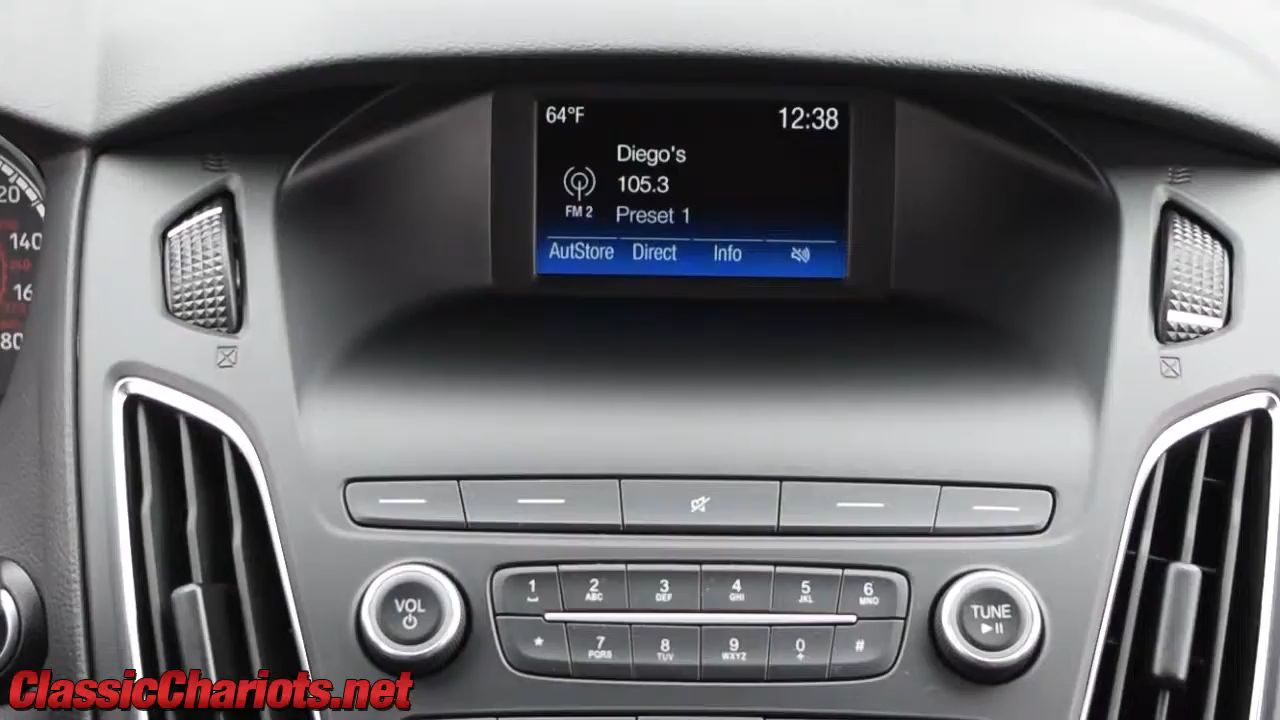 64°F 12:38
Diego's
105.3
FM 2 Preset 1
AutStore Direct Info
20
140
16
80
VOL
1 2 ABC 3 DEF 4 GHI 5 JKL 6 MNO
* 7 PQRS 8 TUV 9 WXYZ 0 + #
TUNE
ClassicChariots.net